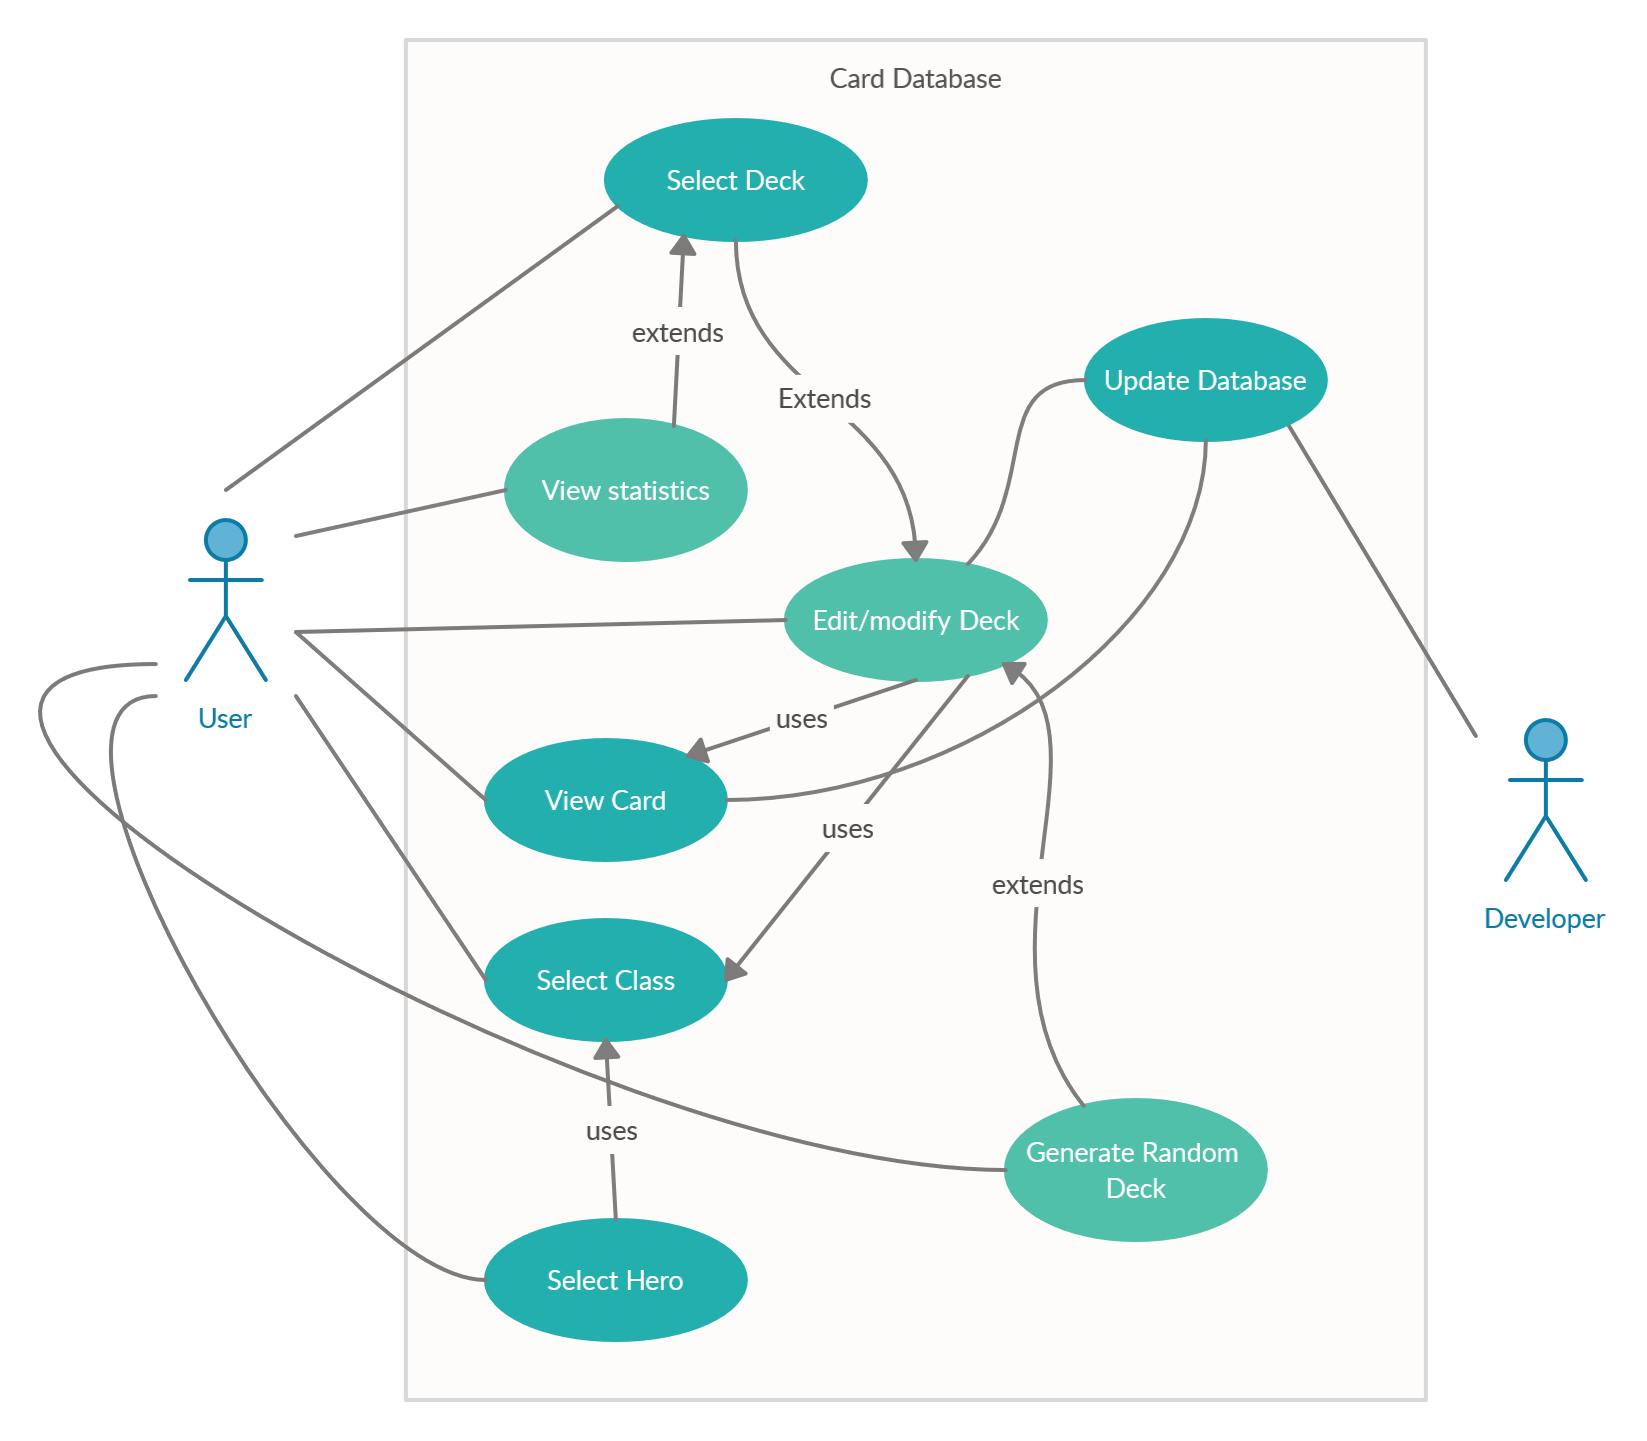 Card Database
Select Deck
extends
Update Database
Extends
View statistics
Edit/modify Deck
User
uses
View Card
uses
extends
Developer
Select Class
uses
Generate Random
Deck
Select Hero